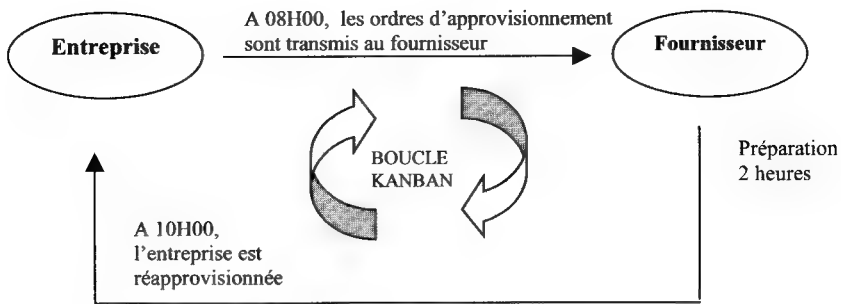 A 08H00, les ordres d'approvisionnement
sont transmis au fournisseur
Entreprise
Fournisseur
BOUCLE
KANBAN
Préparation
2 heures
A 10H00,
l'entreprise est
réapprovisionnée